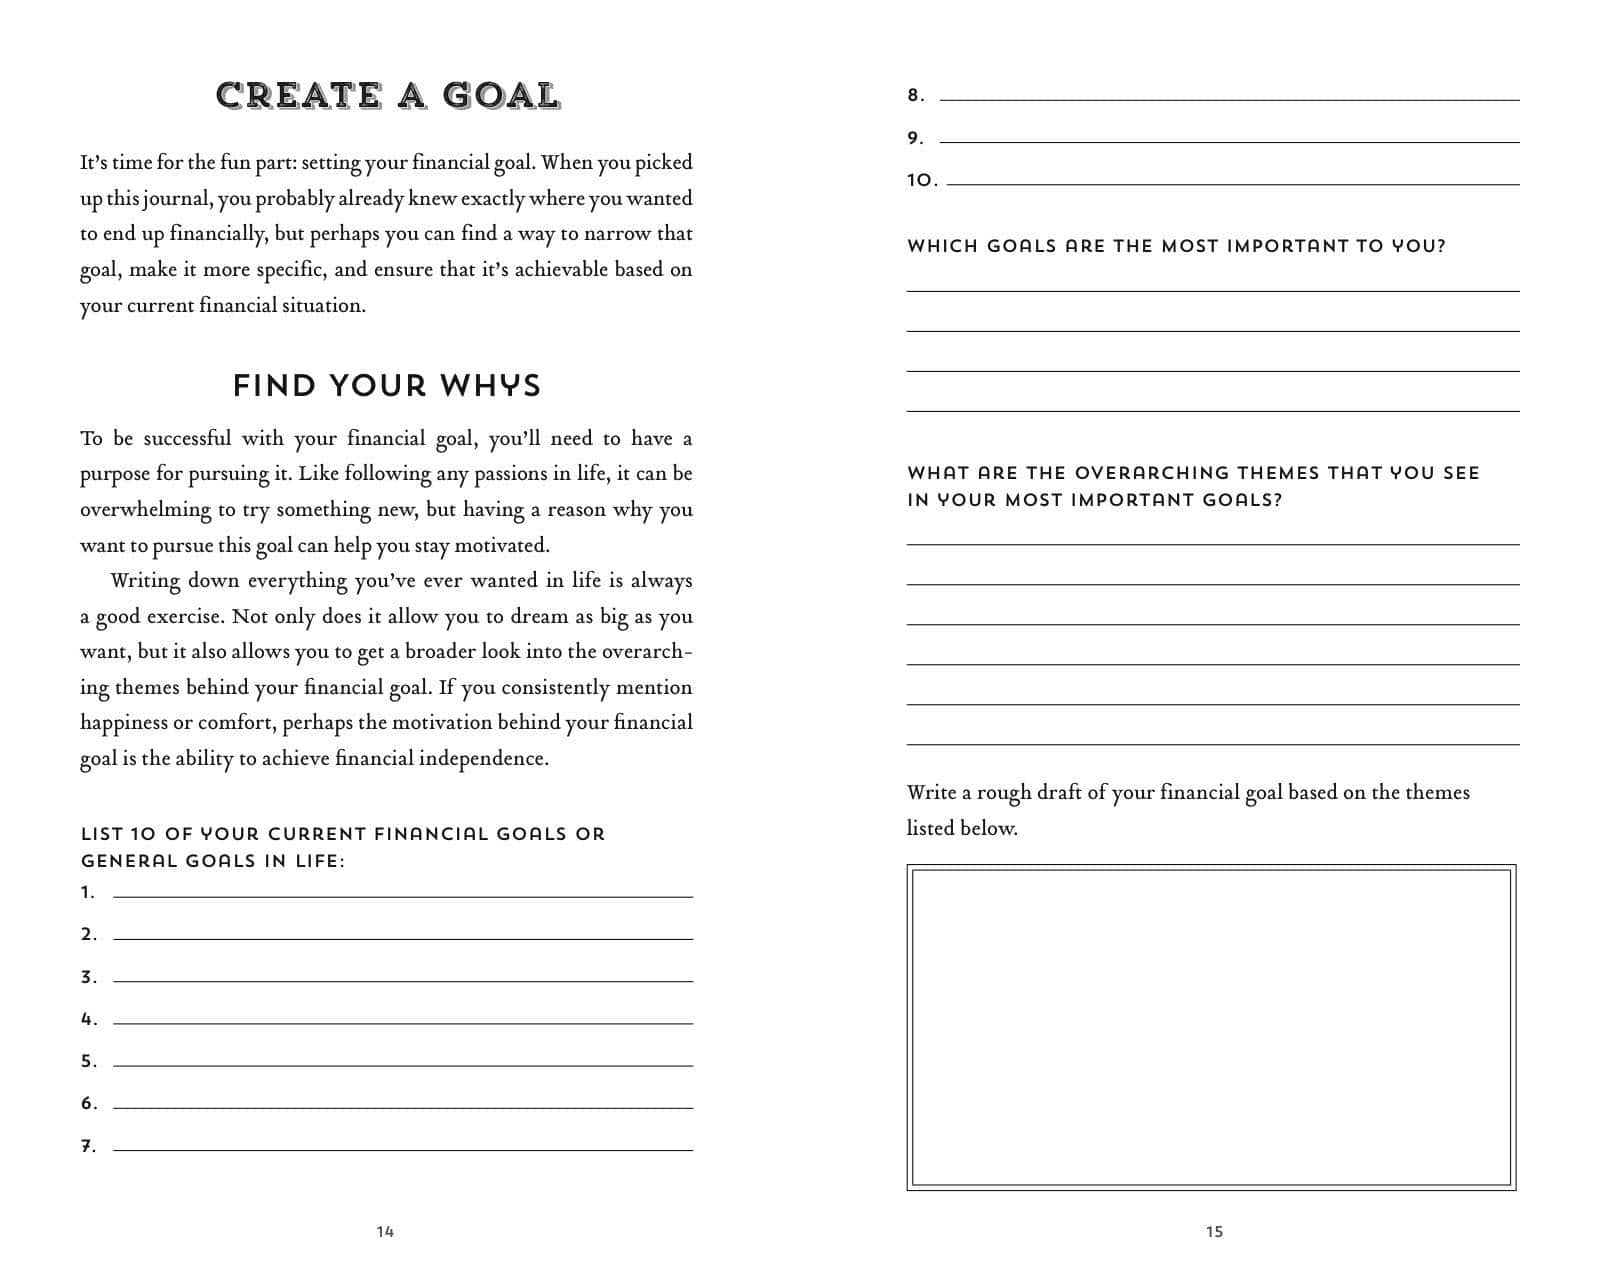 CREATE A GOAL
It’s time for the fun part: setting your financial goal. When you picked
up this journal, you probably already knew exactly where you wanted
to end up financially, but perhaps you can find a way to narrow that
goal, make it more specific, and ensure that it’s achievable based on
your current financial situation.
FIND YOUR WHYS
To be successful with your financial goal, you’ll need to have a
purpose for pursuing it. Like following any passions in life, it can be
overwhelming to try something new, but having a reason why you
want to pursue this goal can help you stay motivated.
Writing down everything you’ve ever wanted in life is always
a good exercise. Not only does it allow you to dream as big as you
want, but it also allows you to get a broader look into the overarch-
ing themes behind your financial goal. If you consistently mention
happiness or comfort, perhaps the motivation behind your financial
goal is the ability to achieve financial independence.
LIST 10 OF YOUR CURRENT FINANCIAL GOALS OR
GENERAL GOALS IN LIFE:
1.
2.
3.
4.
5.
6.
7.
14
8.
9.
10.
WHICH GOALS ARE THE MOST IMPORTANT TO YOU?
WHAT ARE THE OVERARCHING THEMES THAT YOU SEE
IN YOUR MOST IMPORTANT GOALS?
Write a rough draft of your financial goal based on the themes
listed below.
15